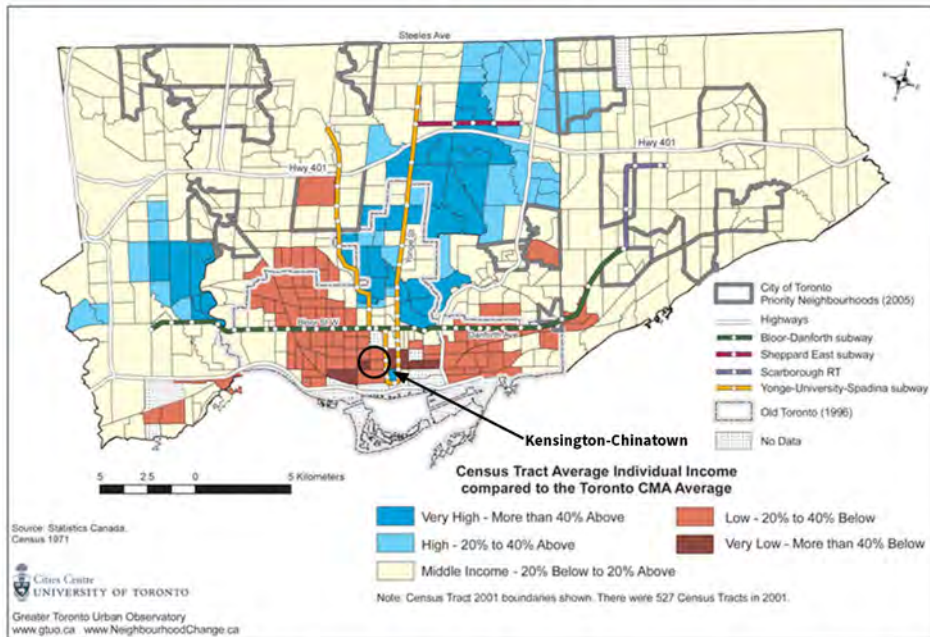 Steeles Ave
Hwy 401
Hwy 401
Yonge St
Bloor St W
Danforth Ave
Kensington-Chinatown
City of Toronto
Priority Neighbourhoods (2005)
Highways
Bloor-Danforth subway
Sheppard East subway
Scarborough RT
Yonge-University-Spadina subway
Old Toronto (1996)
No Data
5 2.5 0 5 Kilometers
Census Tract Average Individual Income
compared to the Toronto CMA Average
Very High - More than 40% Above
Low - 20% to 40% Below
High - 20% to 40% Above
Very Low - More than 40% Below
Middle Income - 20% Below to 20% Above
Note: Census Tract 2001 boundaries shown. There were 527 Census Tracts in 2001.
Source: Statistics Canada.
Census 1971
Cities Centre
UNIVERSITY OF TORONTO
Greater Toronto Urban Observatory
www.gtuo.ca www.NeighbourhoodChange.ca